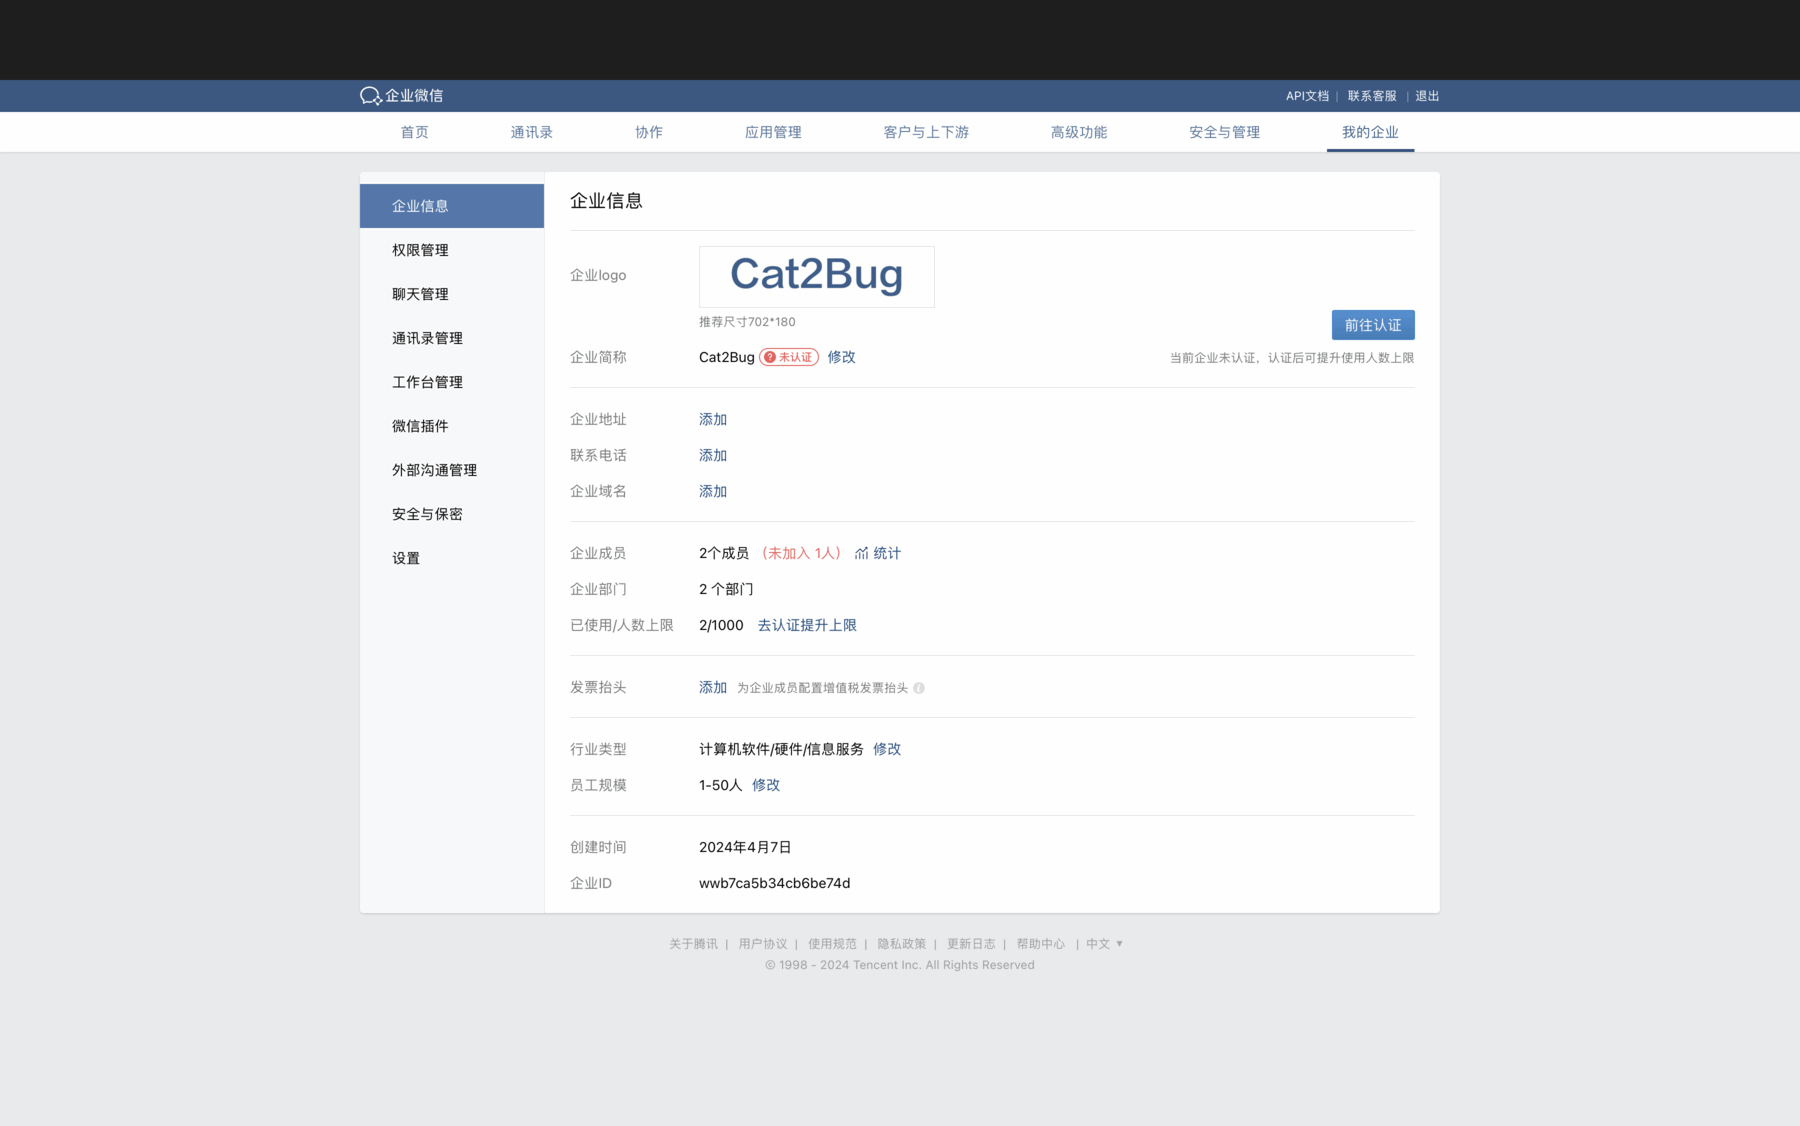 企业微信
API文档 | 联系客服 | 退出
首页 通讯录 协作 应用管理 客户与上下游 高级功能 安全与管理 我的企业
企业信息
权限管理
聊天管理
通讯录管理
工作台管理
微信插件
外部沟通管理
安全与保密
设置
企业信息
企业logo
Cat2Bug
推荐尺寸702*180
前往认证
企业简称 Cat2Bug ? 未认证 修改
当前企业未认证，认证后可提升使用人数上限
企业地址 添加
联系电话 添加
企业域名 添加
企业成员 2个成员 （未加入 1人） 统计
企业部门 2 个部门
已使用/人数上限 2/1000 去认证提升上限
发票抬头 添加 为企业成员配置增值税发票抬头 i
行业类型 计算机软件/硬件/信息服务 修改
员工规模 1-50人 修改
创建时间 2024年4月7日
企业ID wwb7ca5b34cb6be74d
关于腾讯 | 用户协议 | 使用规范 | 隐私政策 | 更新日志 | 帮助中心 | 中文 ▼
© 1998 - 2024 Tencent Inc. All Rights Reserved